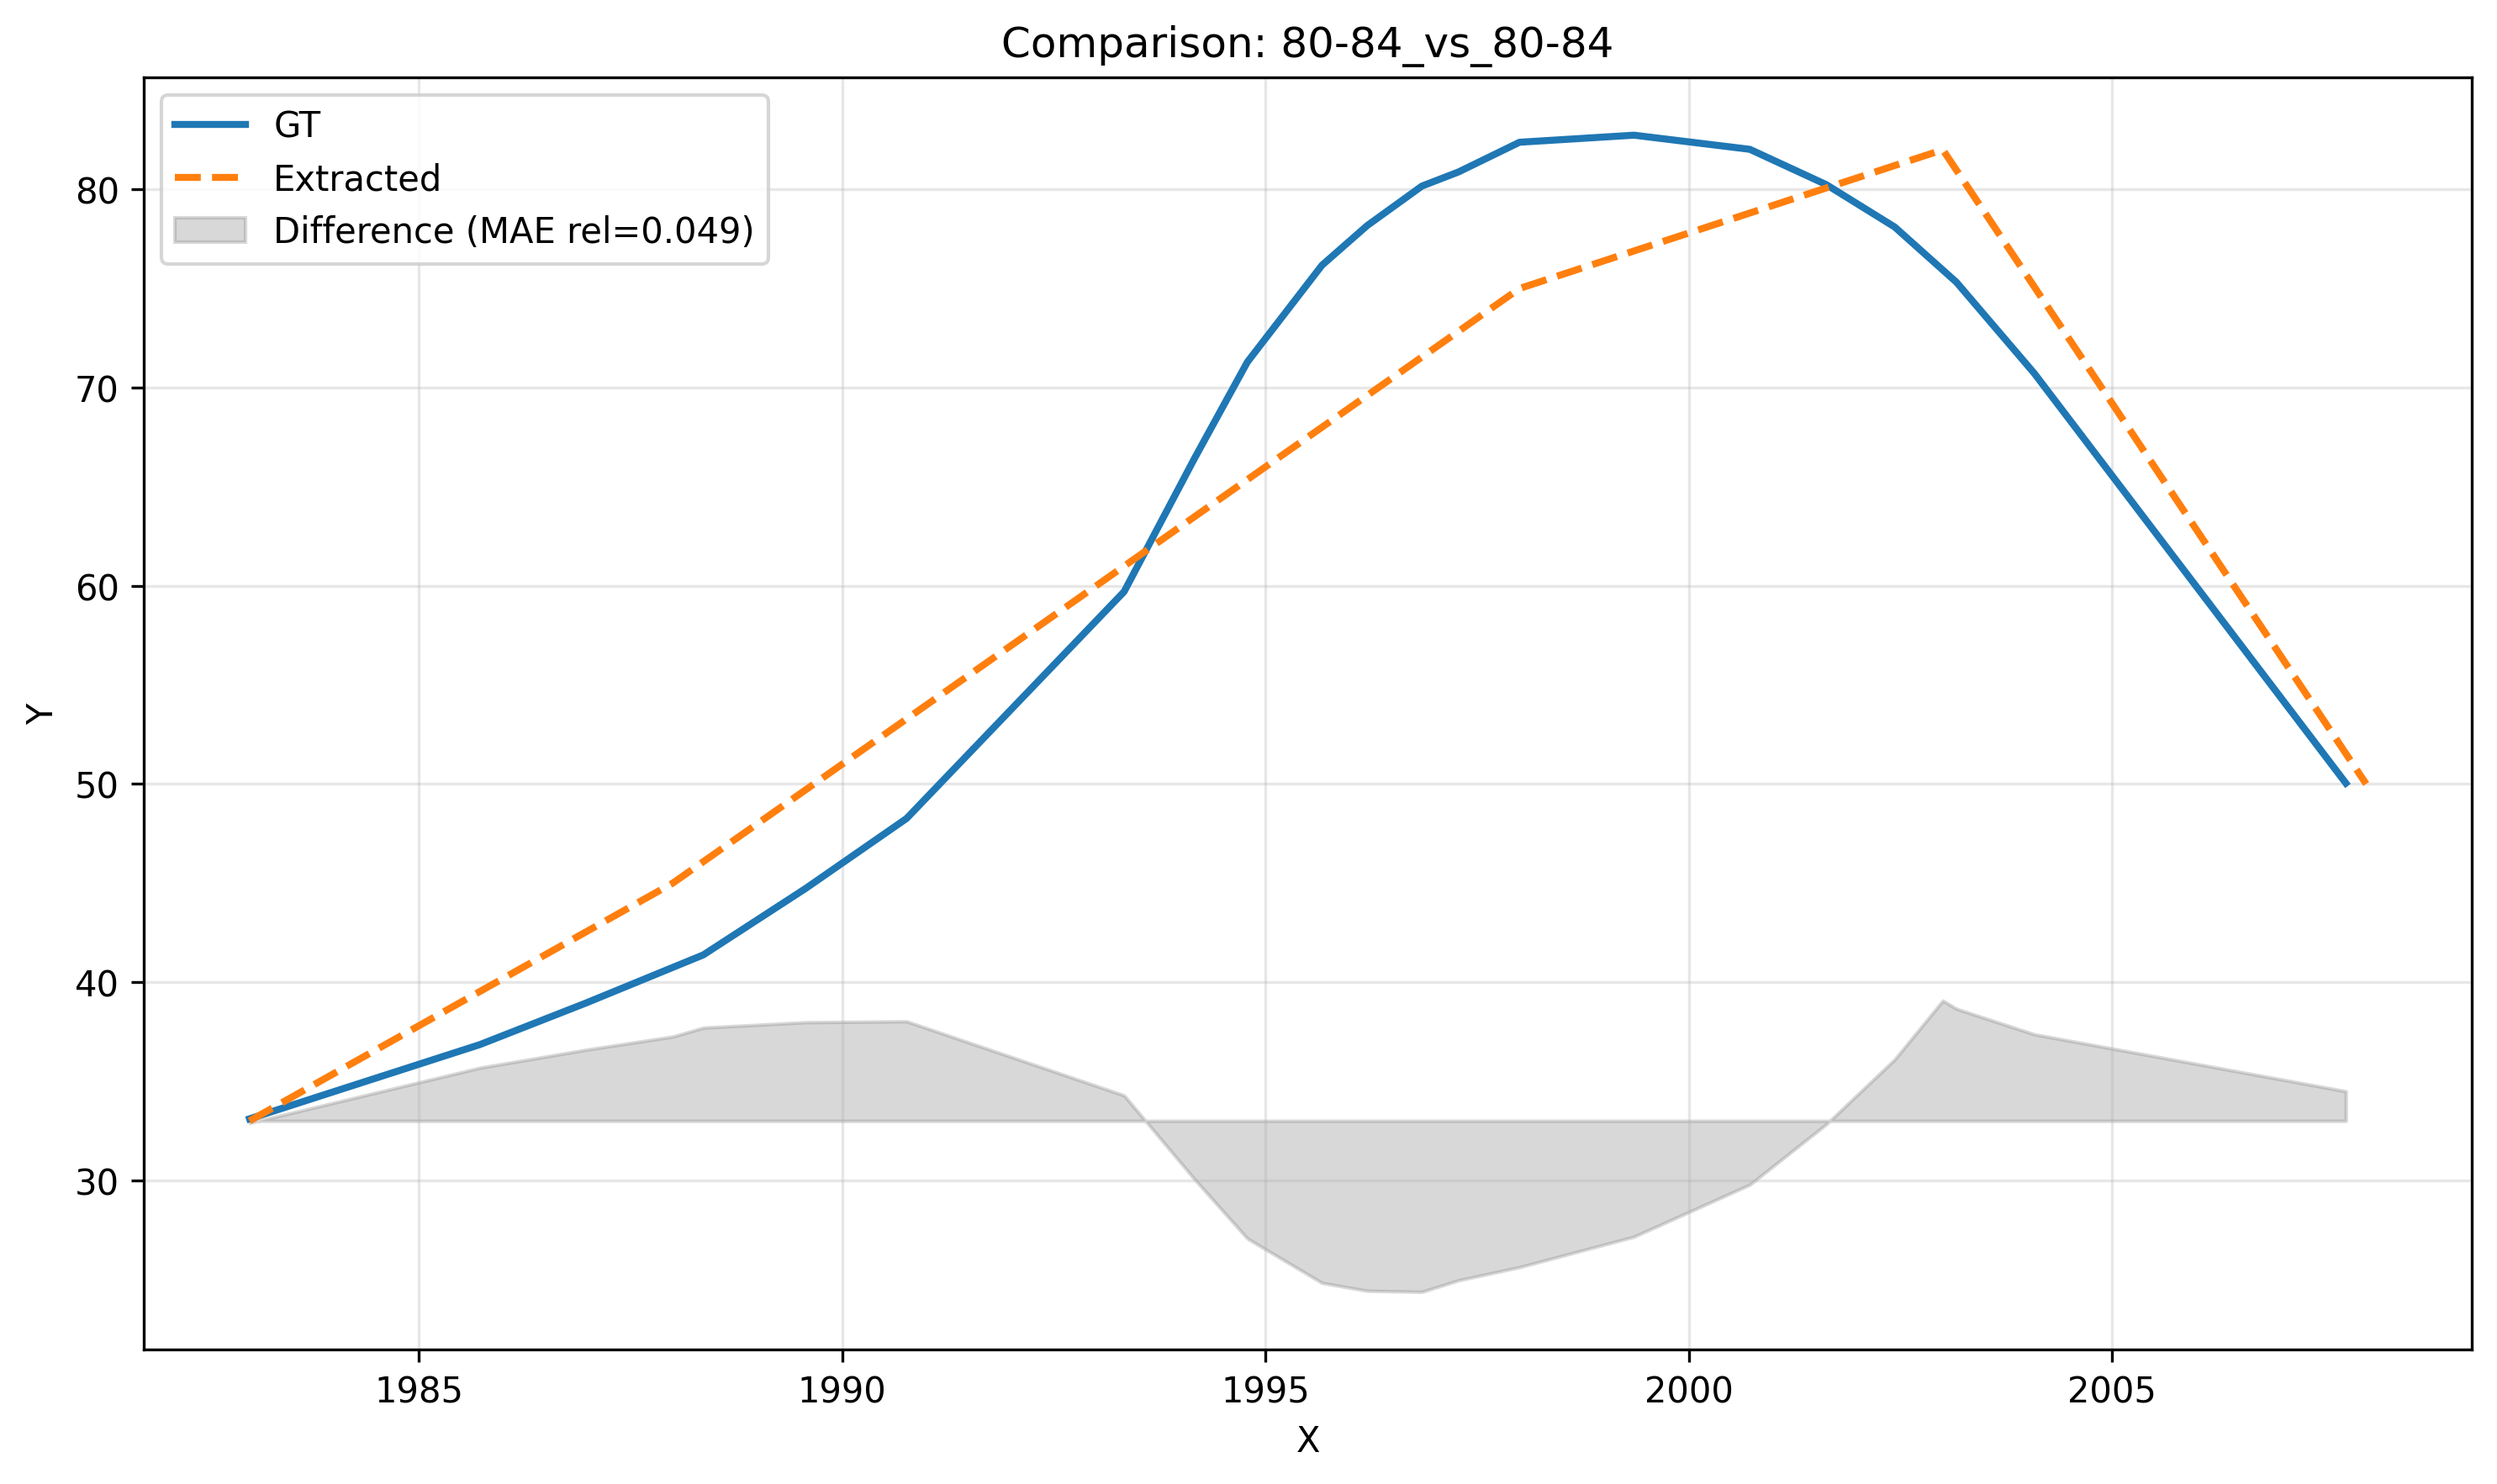 Comparison: 80-84_vs_80-84
GT
Extracted
Difference (MAE rel=0.049)
80
70
60
50
40
30
Y
1985 1990 1995 2000 2005
X